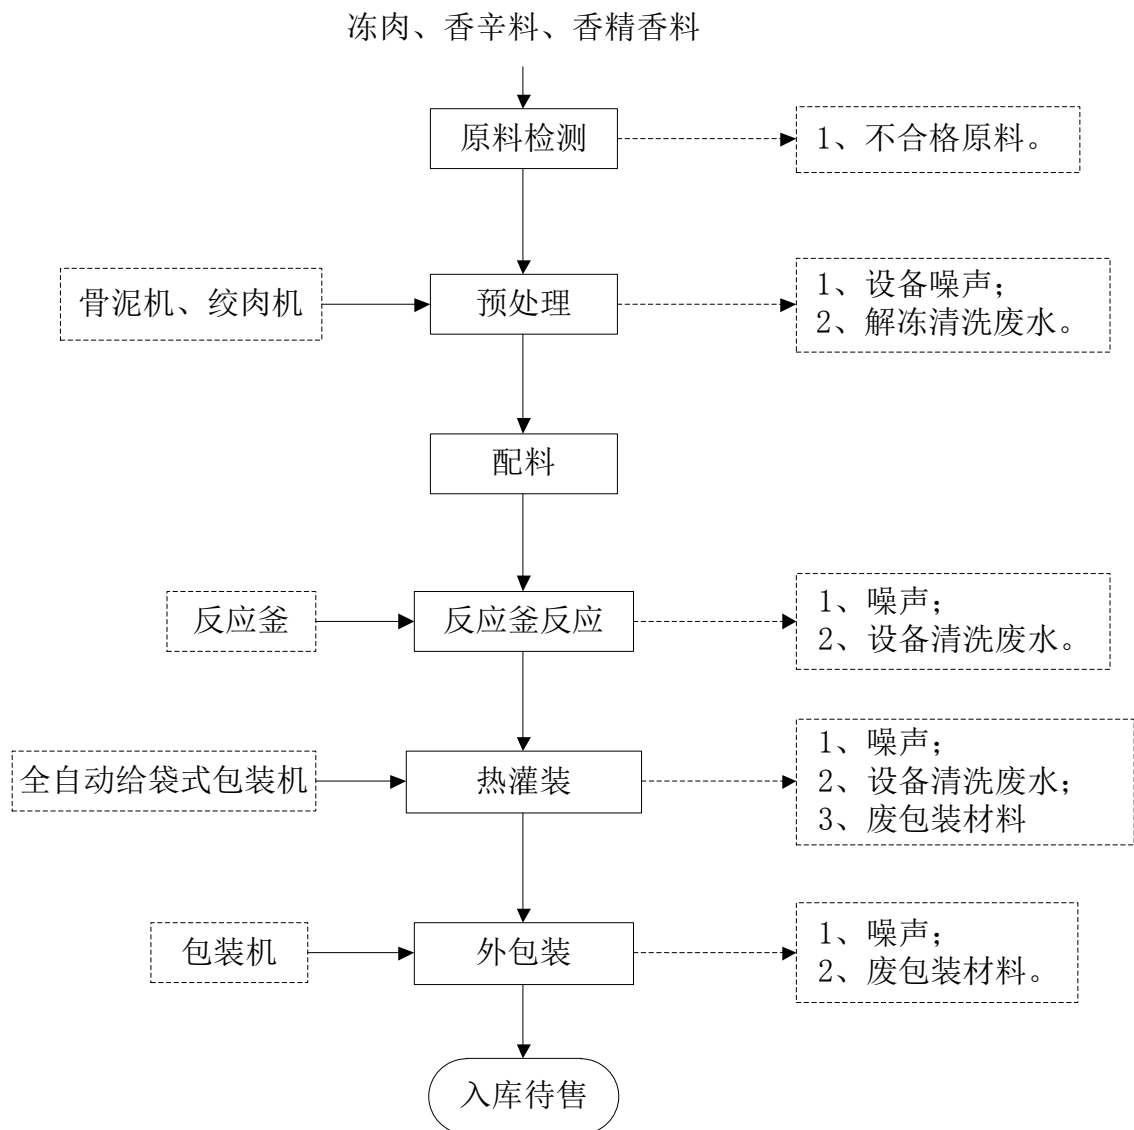 冻肉、香辛料、香精香料
原料检测
1、不合格原料。
骨泥机、绞肉机
预处理
1、设备噪声；
2、解冻清洗废水。
配料
反应釜
反应釜反应
1、噪声；
2、设备清洗废水。
全自动给袋式包装机
热灌装
1、噪声；
2、设备清洗废水；
3、废包装材料
包装机
外包装
1、噪声；
2、废包装材料。
入库待售